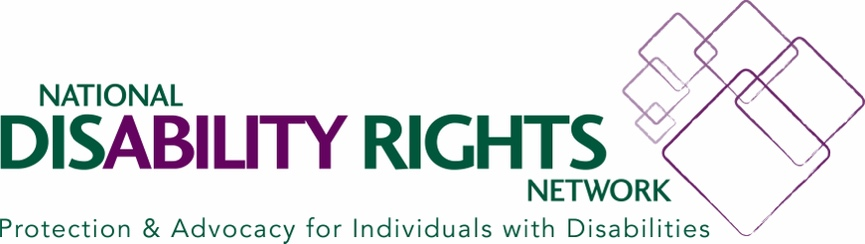 NATIONAL
DISABILITY RIGHTS
NETWORK
Protection & Advocacy for Individuals with Disabilities